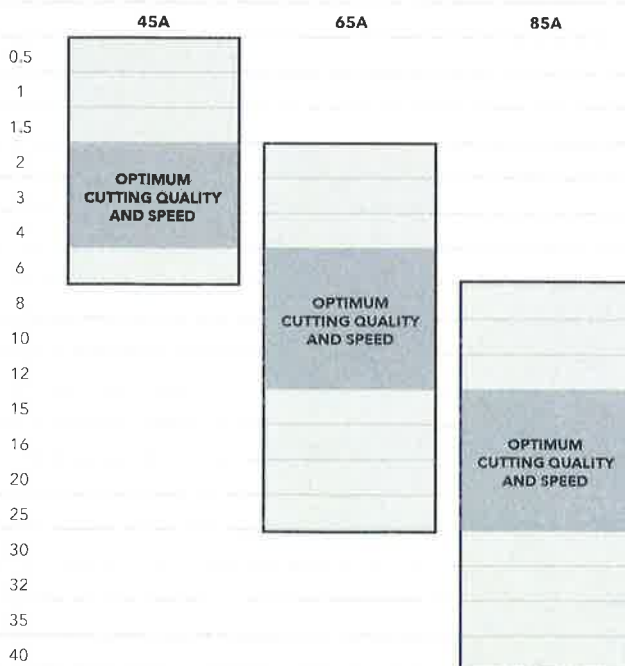 45A 65A 85A
0.5
1
1.5
2
3
4
6
8
10
12
15
16
20
25
30
32
35
40
OPTIMUM
CUTTING QUALITY
AND SPEED
OPTIMUM
CUTTING QUALITY
AND SPEED
OPTIMUM
CUTTING QUALITY
AND SPEED